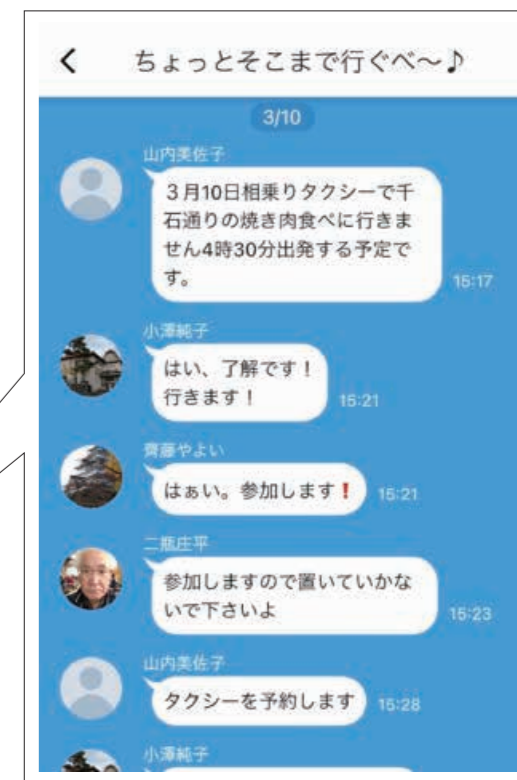 ちょっとそこまで行ぐべ〜♪
3/10
山内美佐子
３月10日相乗りタクシーで千
石通りの焼き肉食べに行きま
せん4時30分出発する予定で
す。
15:17
小澤純子
はい、了解です！
行きます！
15:21
齊藤やよい
はぁい。参加します❗
15:21
二瓶庄平
参加しますので置いていかな
いで下さいよ
15:23
山内美佐子
タクシーを予約します
15:28
小澤純子